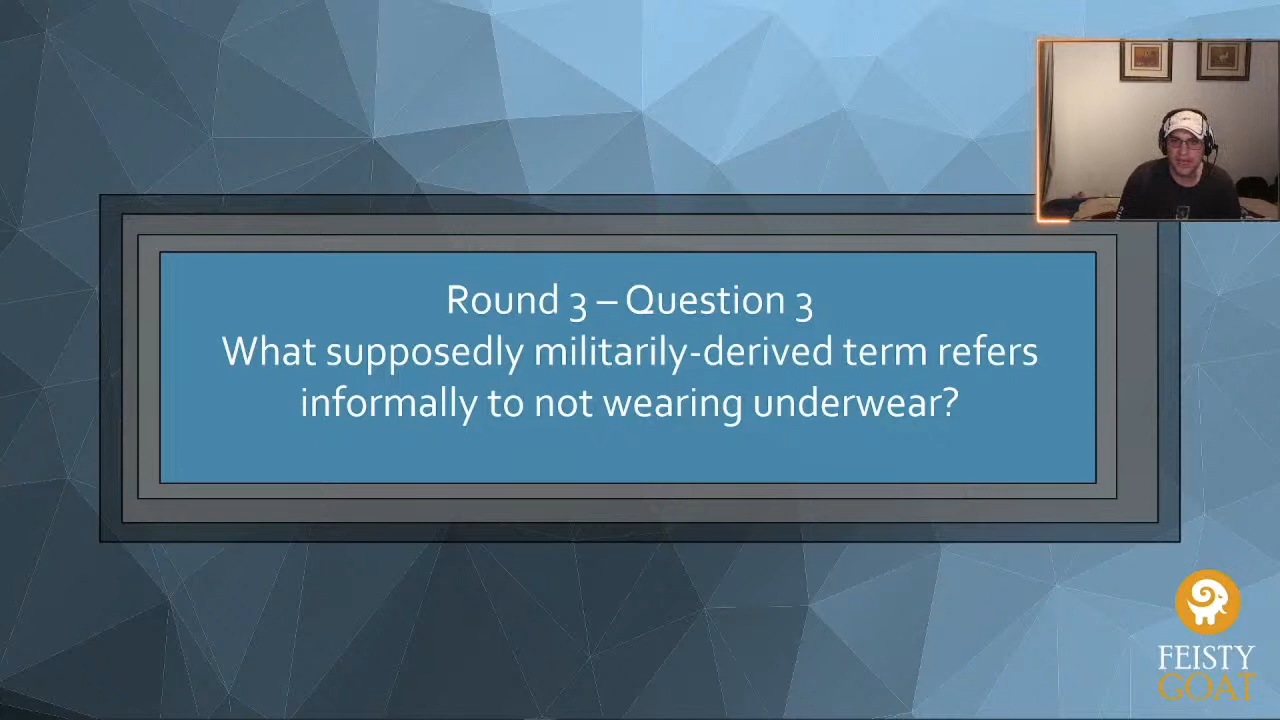 Round 3 – Question 3
What supposedly militarily-derived term refers
informally to not wearing underwear?
FEISTY
GOAT